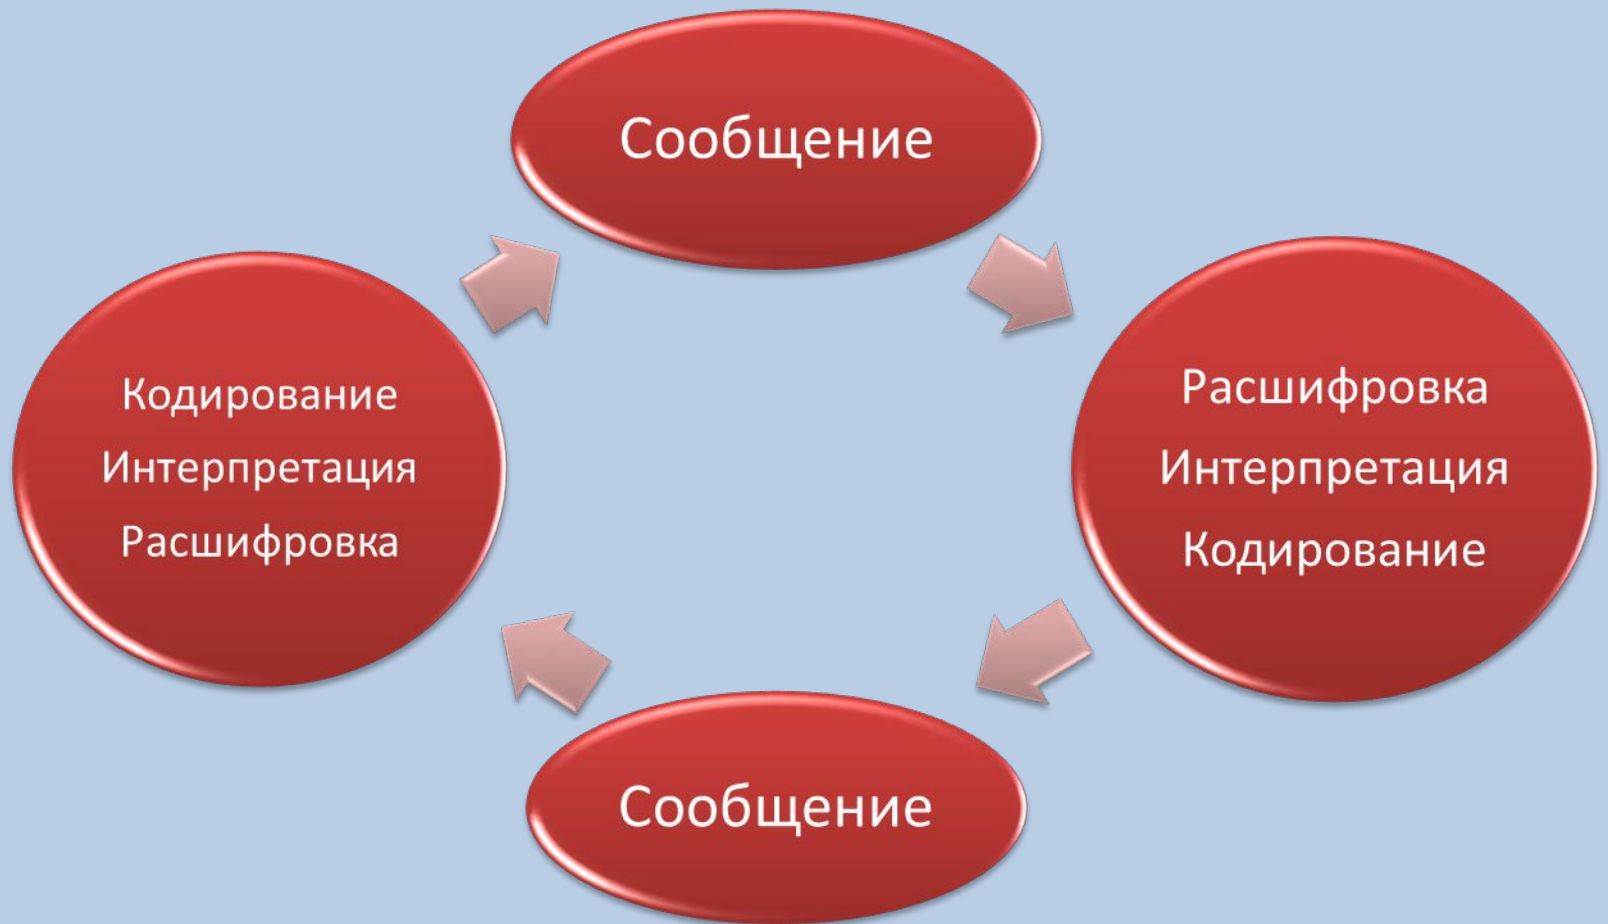 Сообщение
Кодирование
Интерпретация
Расшифровка
Расшифровка
Интерпретация
Кодирование
Сообщение